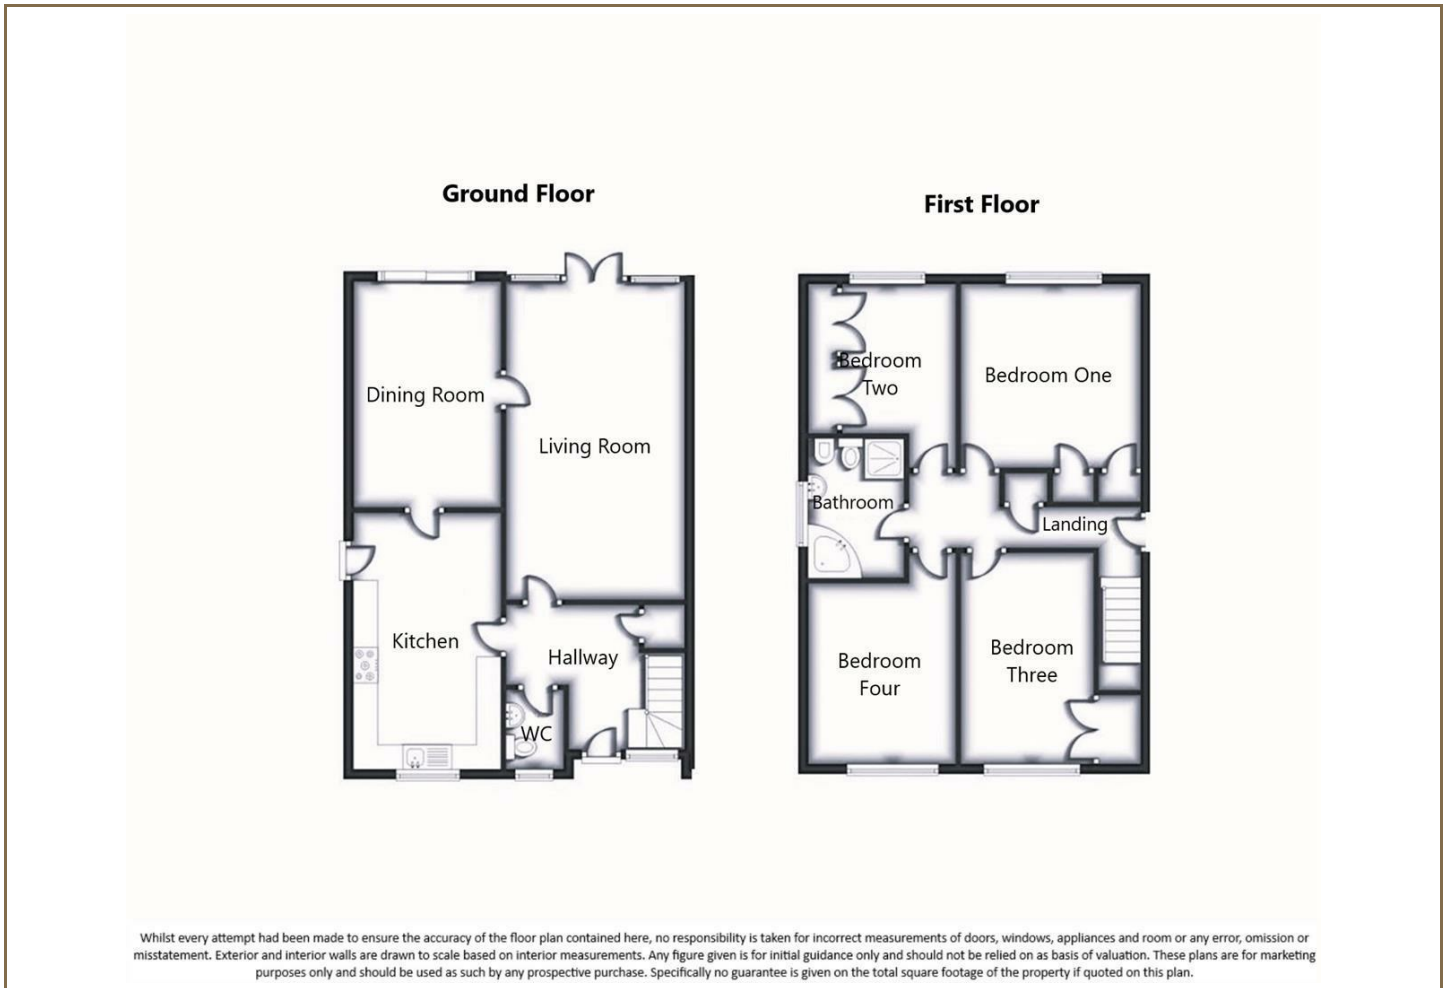 Ground Floor
First Floor
Dining Room
Living Room
Kitchen
Hallway
WC
Bedroom
Two
Bedroom One
Bathroom
Landing
Bedroom
Four
Bedroom
Three
Whilst every attempt had been made to ensure the accuracy of the floor plan contained here, no responsibility is taken for incorrect measurements of doors, windows, appliances and room or any error, omission or
misstatement. Exterior and interior walls are drawn to scale based on interior measurements. Any figure given is for initial guidance only and should not be relied on as basis of valuation. These plans are for marketing
purposes only and should be used as such by any prospective purchase. Specifically no guarantee is given on the total square footage of the property if quoted on this plan.